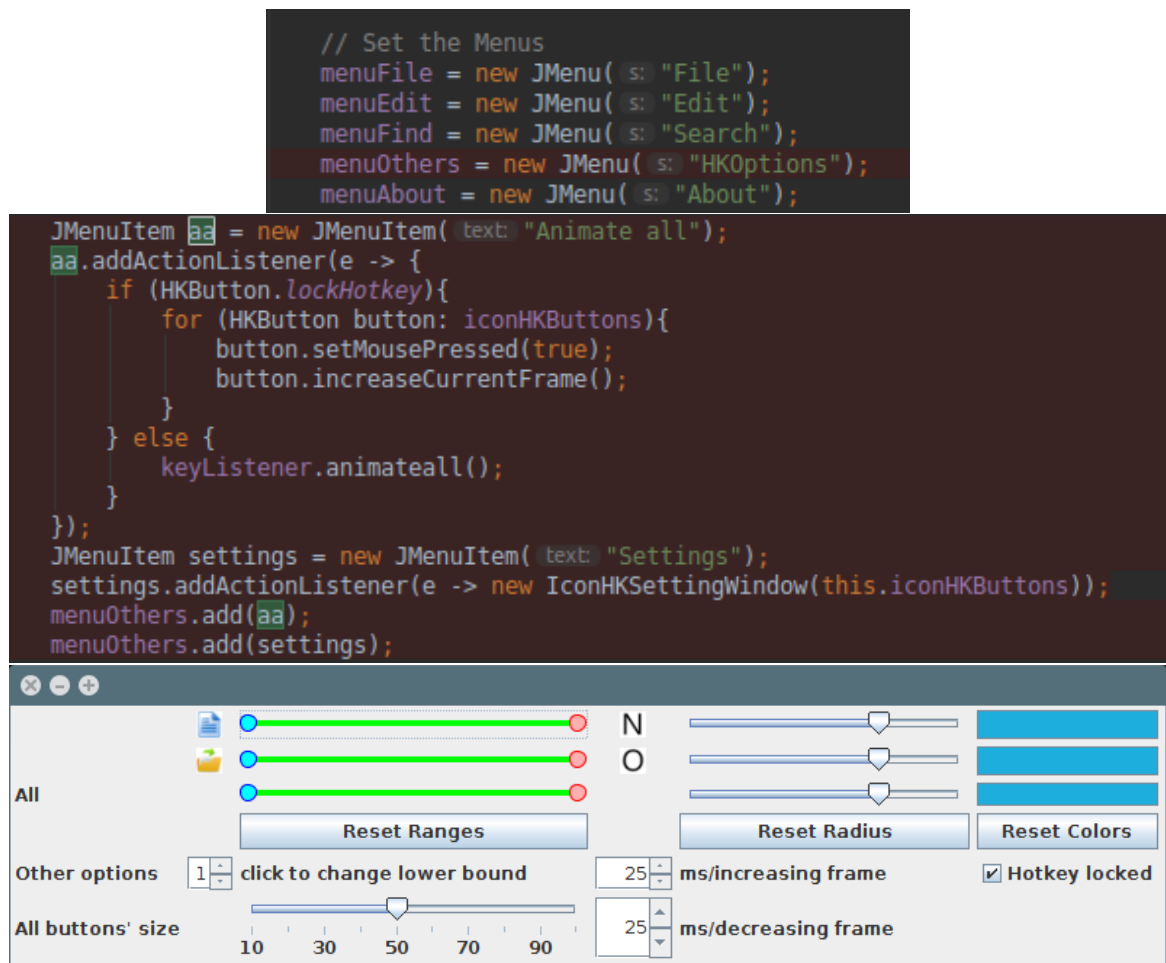 // Set the Menus
menuFile = new JMenu( s: "File");
menuEdit = new JMenu( s: "Edit");
menuFind = new JMenu( s: "Search");
menuOthers = new JMenu( s: "HKOptions");
menuAbout = new JMenu( s: "About");
JMenuItem aa = new JMenuItem( text: "Animate all");
aa.addActionListener(e -> {
if (HKButton.lockHotkey){
for (HKButton button: iconHKButtons){
button.setMousePressed(true);
button.increaseCurrentFrame();
}
} else {
keyListener.animateall();
}
});
JMenuItem settings = new JMenuItem( text: "Settings");
settings.addActionListener(e -> new IconHKSettingWindow(this.iconHKButtons));
menuOthers.add(aa);
menuOthers.add(settings);
N
O
All
Reset Ranges Reset Radius Reset Colors
Other options 1 click to change lower bound 25 ms/increasing frame Hotkey locked
All buttons' size 25 ms/decreasing frame
10 30 50 70 90